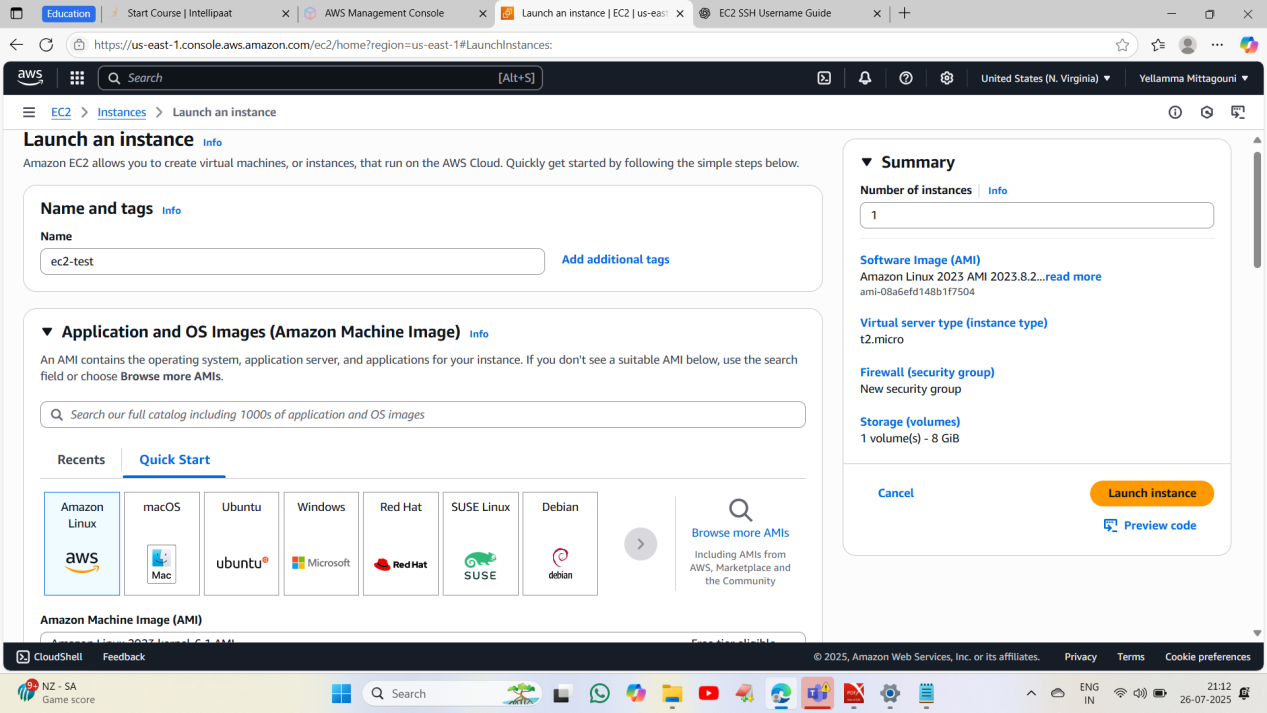 Education
Start Course | Intellipaat
AWS Management Console
Launch an instance | EC2 | us-eas
EC2 SSH Username Guide
https://us-east-1.console.aws.amazon.com/ec2/home?region=us-east-1#LaunchInstances:
aws
Search
[Alt+S]
United States (N. Virginia)
Yellamma Mittagouni
EC2
Instances
Launch an instance
Launch an instance Info
Amazon EC2 allows you to create virtual machines, or instances, that run on the AWS Cloud. Quickly get started by following the simple steps below.
Name and tags Info
Name
ec2-test
Add additional tags
Application and OS Images (Amazon Machine Image) Info
An AMI contains the operating system, application server, and applications for your instance. If you don't see a suitable AMI below, use the search
field or choose Browse more AMIs.
Search our full catalog including 1000s of application and OS images
Recents
Quick Start
Amazon
Linux
aws
macOS
Mac
Ubuntu
ubuntu
Windows
Microsoft
Red Hat
Red Hat
SUSE Linux
SUSE
Debian
debian
Browse more AMIs
Including AMIs from
AWS, Marketplace and
the Community
Amazon Machine Image (AMI)
Amazon Linux 2023 kernel-6.1 AMI
Free tier eligible
Summary
Number of instances Info
1
Software Image (AMI)
Amazon Linux 2023 AMI 2023.8.2...read more
ami-08a6efd148b1f7504
Virtual server type (instance type)
t2.micro
Firewall (security group)
New security group
Storage (volumes)
1 volume(s) - 8 GiB
Cancel
Launch instance
Preview code
CloudShell
Feedback
© 2025, Amazon Web Services, Inc. or its affiliates.
Privacy
Terms
Cookie preferences
9+
NZ - SA
Game score
Search
ENG
IN
21:12
26-07-2025